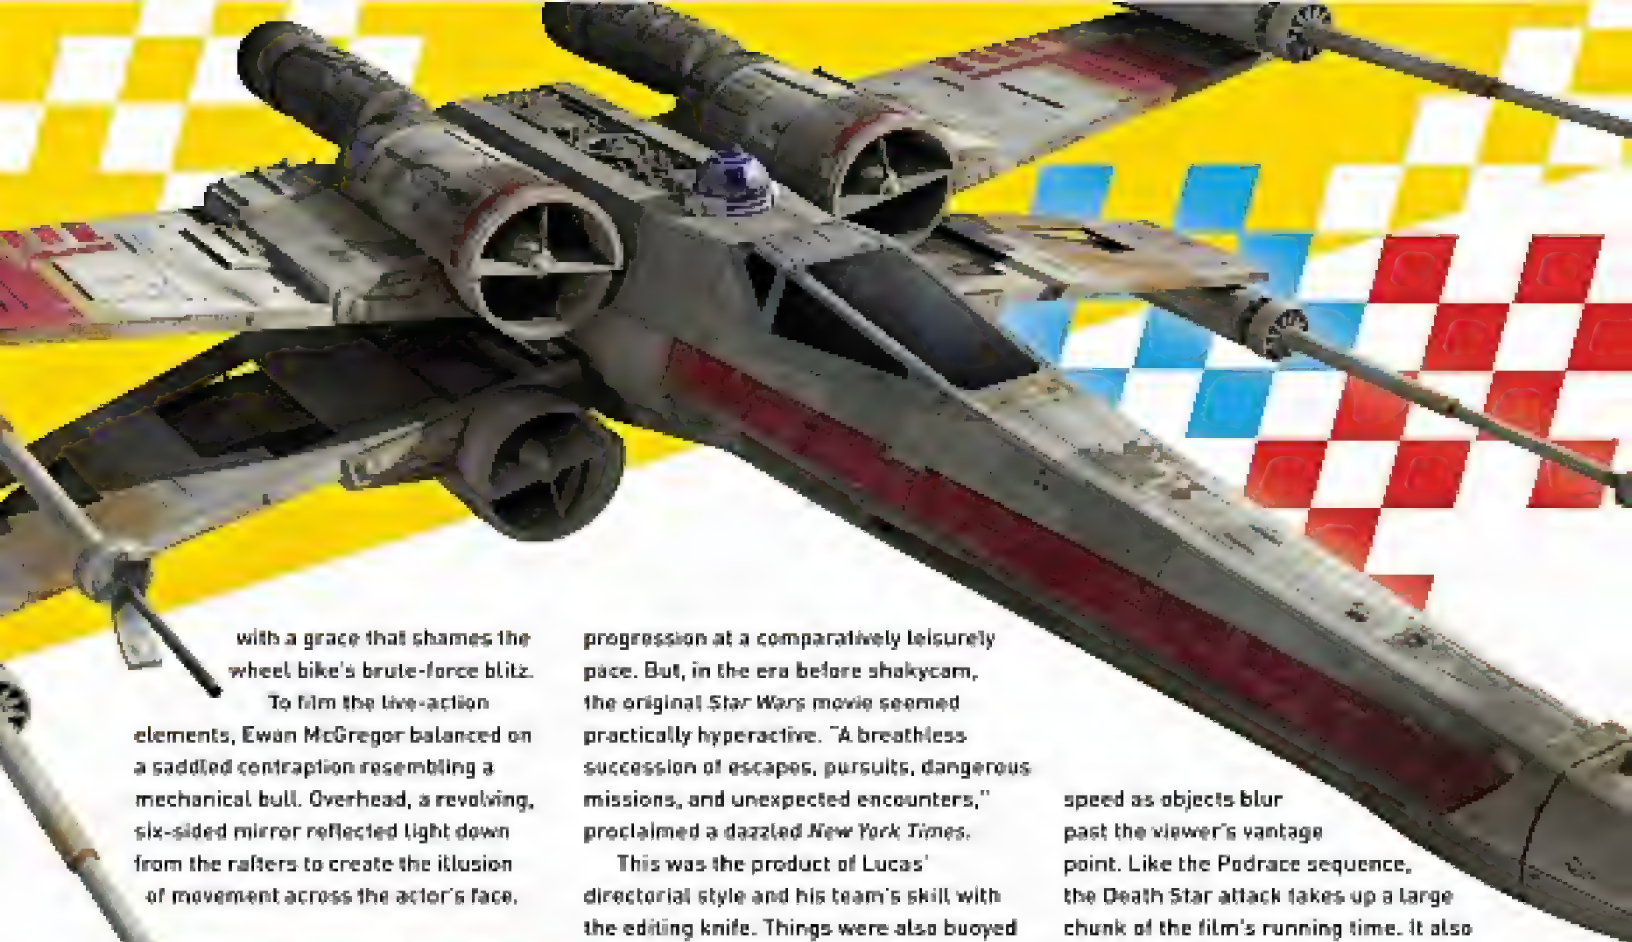 with a grace that shames the
wheel bike's brute-force blitz.
To film the live-action
elements, Ewan McGregor balanced on
a saddled contraption resembling a
mechanical bull. Overhead, a revolving,
six-sided mirror reflected light down
from the rafters to create the illusion
of movement across the actor's face.
progression at a comparatively leisurely
pace. But, in the era before shakycam,
the original Star Wars movie seemed
practically hyperactive. "A breathless
succession of escapes, pursuits, dangerous
missions, and unexpected encounters,"
proclaimed a dazzled New York Times.
This was the product of Lucas'
directorial style and his team's skill with
the editing knife. Things were also buoyed
speed as objects blur
past the viewer's vantage
point. Like the Podrace sequence,
the Death Star attack takes up a large
chunk of the film's running time. It also